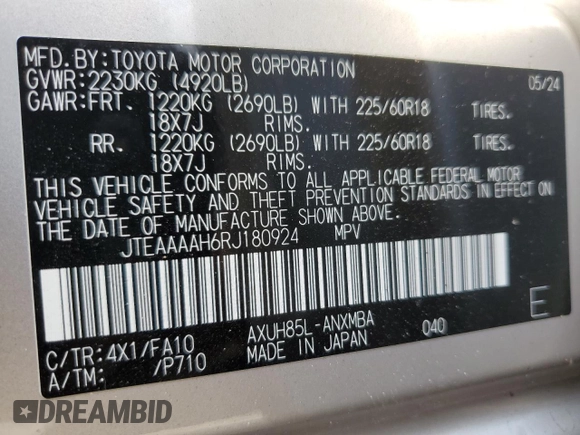 MFD. BY: TOYOTA MOTOR CORPORATION 05/24
GVWR: 2230KG (4920LB)
GAWR: FRT. 1220KG (2690LB) WITH 225/60R18 TIRES.
18X7J RIMS.
RR. 1220KG (2690LB) WITH 225/60R18 TIRES.
18X7J RIMS.
THIS VEHICLE CONFORMS TO ALL APPLICABLE FEDERAL MOTOR
VEHICLE SAFETY AND THEFT PREVENTION STANDARDS IN EFFECT ON
THE DATE OF MANUFACTURE SHOWN ABOVE.
JTEAAAAH6RJ180924 MPV
E
C/TR: 4X1/FA10 AXUH85L-ANXMBA 040
A/TM: /P710 MADE IN JAPAN
DREAMBID